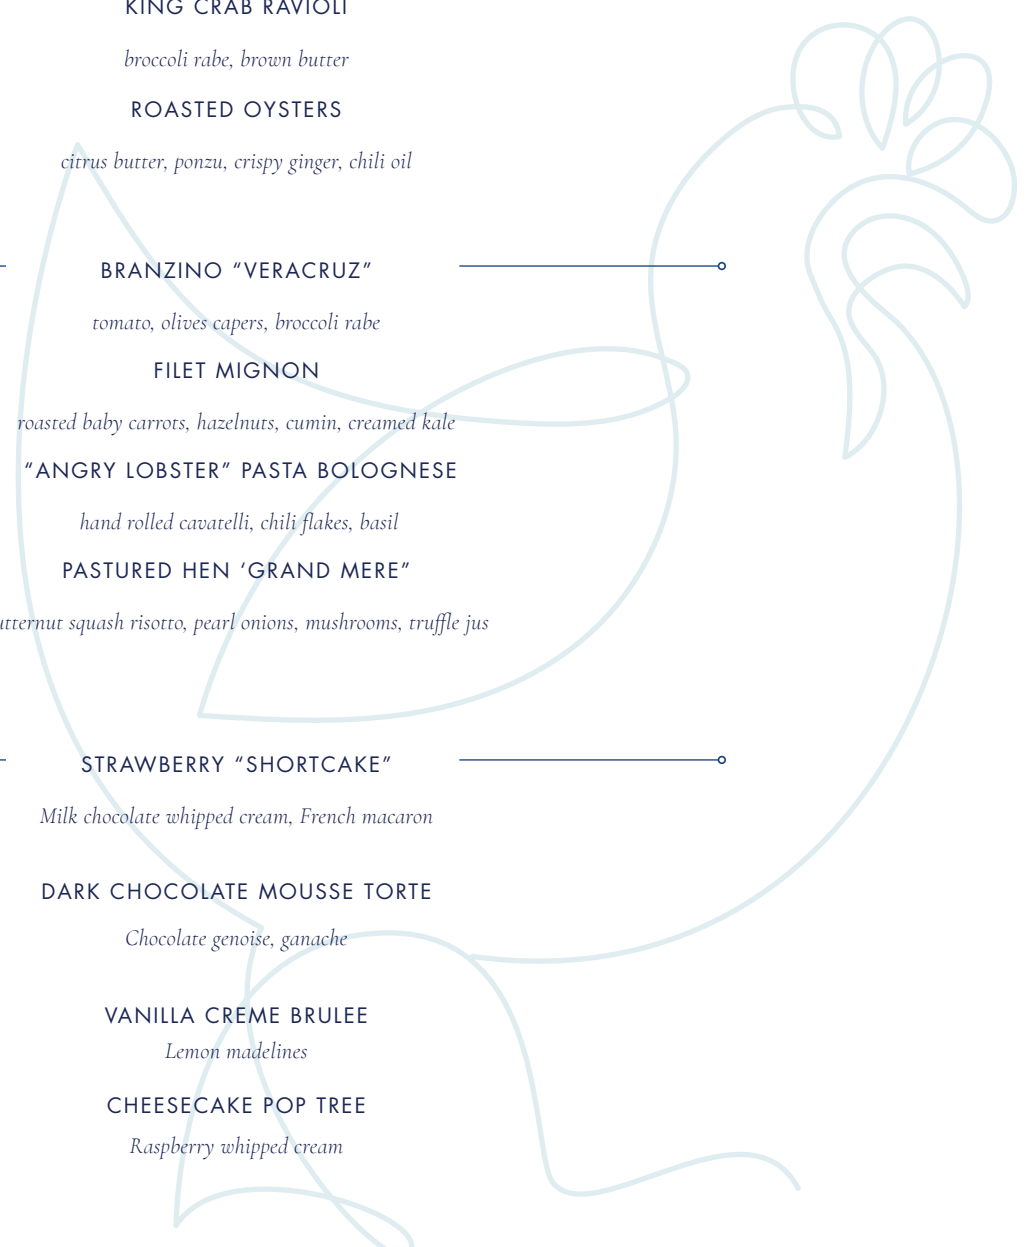 KING CRAB RAVIOLI
broccoli rabe, brown butter
ROASTED OYSTERS
citrus butter, ponzu, crispy ginger, chili oil
BRANZINO “VERACRUZ”
tomato, olives capers, broccoli rabe
FILET MIGNON
roasted baby carrots, hazelnuts, cumin, creamed kale
“ANGRY LOBSTER” PASTA BOLOGNESE
hand rolled cavatelli, chili flakes, basil
PASTURED HEN ‘GRAND MERE”
squash risotto, pearl onions, mushrooms, truffle jus
STRAWBERRY “SHORTCAKE”
Milk chocolate whipped cream, French macaron
DARK CHOCOLATE MOUSSE TORTE
Chocolate genoise, ganache
VANILLA CREME BRULEE
Lemon madelines
CHEESECAKE POP TREE
Raspberry whipped cream